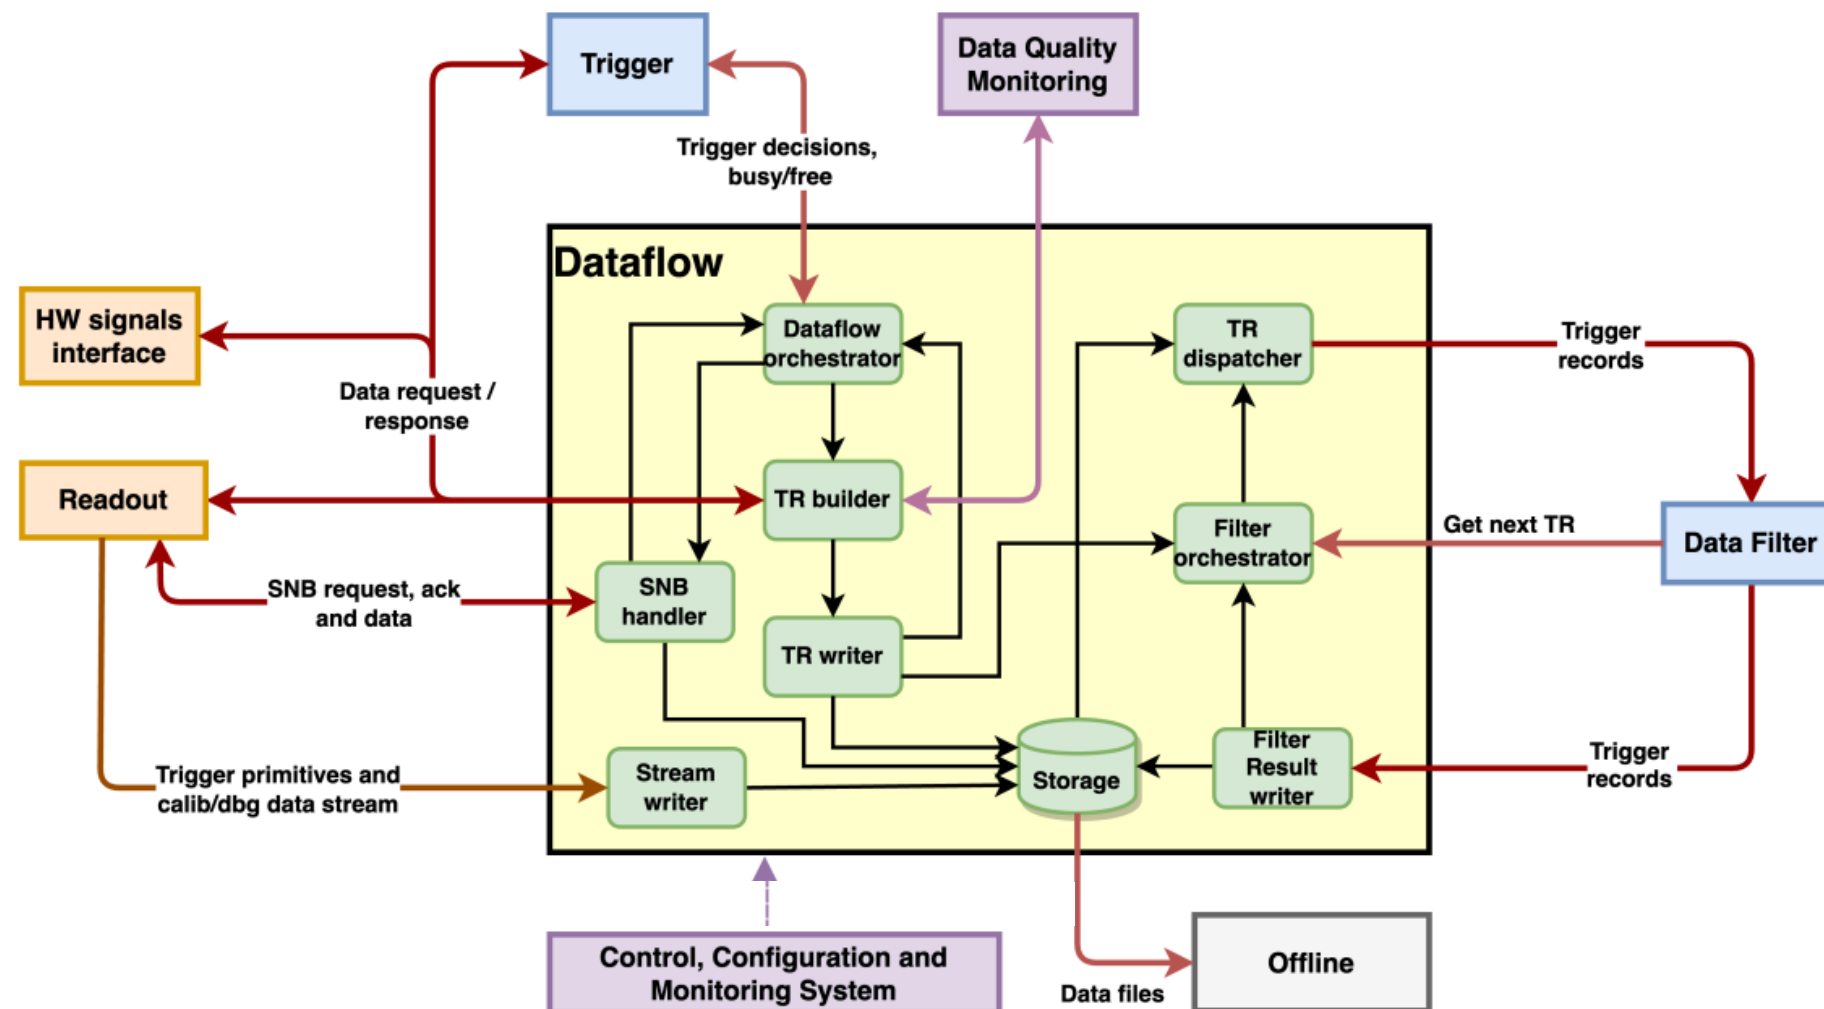 Trigger
Data Quality
Monitoring
Trigger decisions,
busy/free
Dataflow
HW signals
interface
Dataflow
orchestrator
TR
dispatcher
Trigger
records
Data request /
response
Readout
TR builder
Filter
orchestrator
Get next TR
Data Filter
SNB request, ack
and data
SNB
handler
TR writer
Trigger primitives and
calib/dbg data stream
Stream
writer
Storage
Filter
Result
writer
Trigger
records
Control, Configuration and
Monitoring System
Data files
Offline